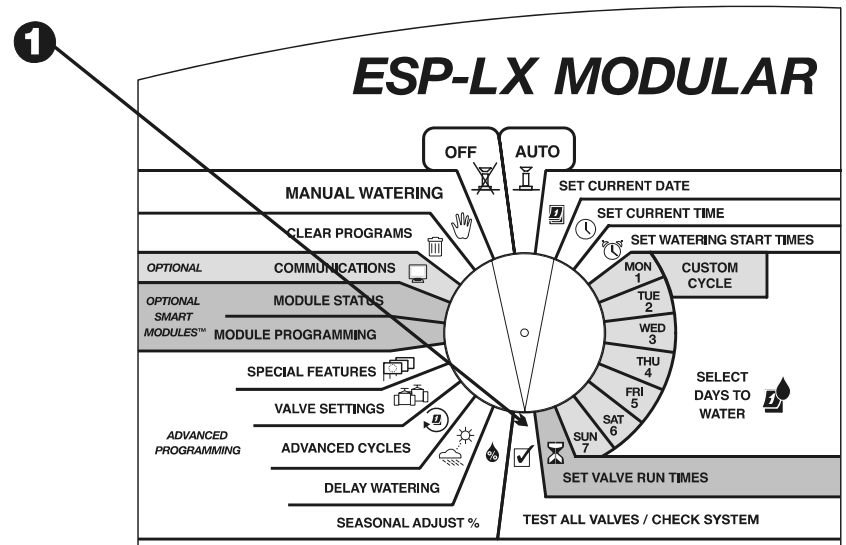 1
ESP-LX MODULAR
OFF
AUTO
MANUAL WATERING
SET CURRENT DATE
CLEAR PROGRAMS
SET CURRENT TIME
SET WATERING START TIMES
OPTIONAL
COMMUNICATIONS
MON
1
CUSTOM
CYCLE
OPTIONAL
SMART
MODULES™
MODULE STATUS
MODULE PROGRAMMING
TUE
2
WED
3
THU
4
FRI
5
SAT
6
SUN
7
SELECT
DAYS TO
WATER
1
SPECIAL FEATURES
VALVE SETTINGS
ADVANCED
PROGRAMMING
ADVANCED CYCLES
DELAY WATERING
SEASONAL ADJUST %
%
SET VALVE RUN TIMES
TEST ALL VALVES / CHECK SYSTEM